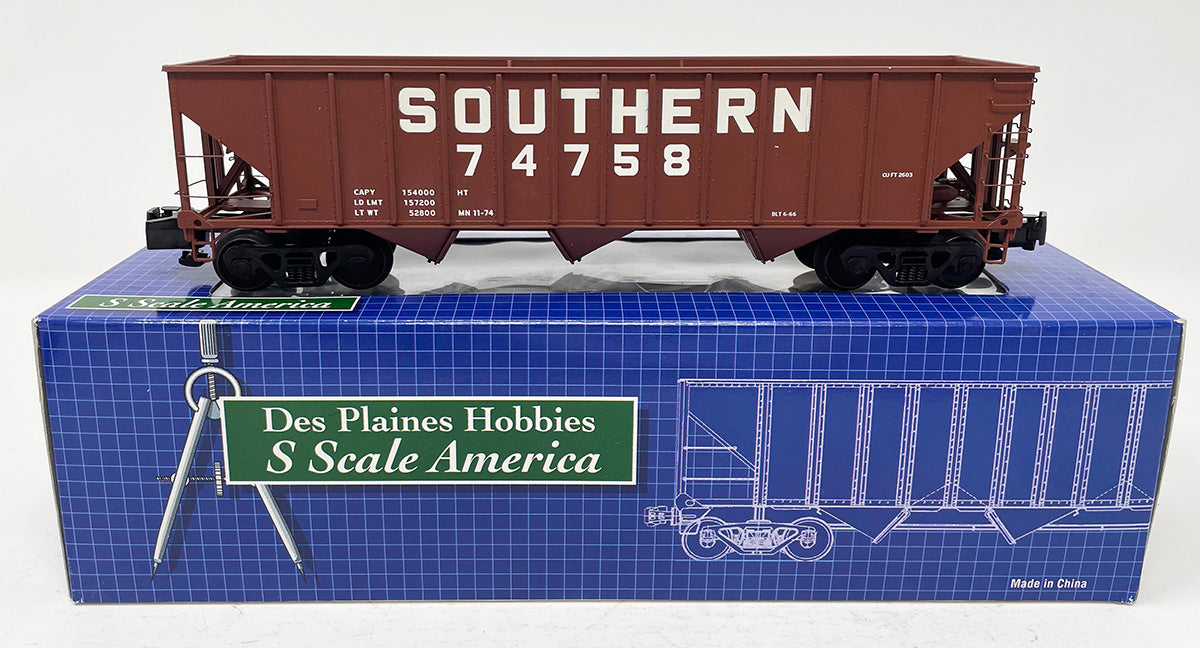 SOUTHERN
74758
CAPY 154000 HT
LD LMT 157200
LT WT 52800 MN 11-74
BLT 6-66
CU FT 2603
S Scale America
Des Plaines Hobbies
S Scale America
Made in China